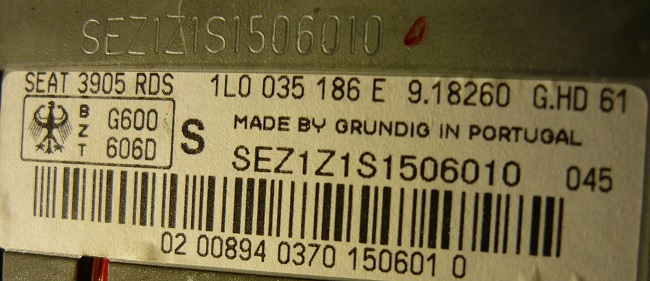 SEZ1Z1S1506010
SEAT 3905 RDS 1L0 035 186 E 9.18260 G.HD 61
BZT G600 606D S MADE BY GRUNDIG IN PORTUGAL
SEZ1Z1S1506010 045
02 00894 0370 150601 0